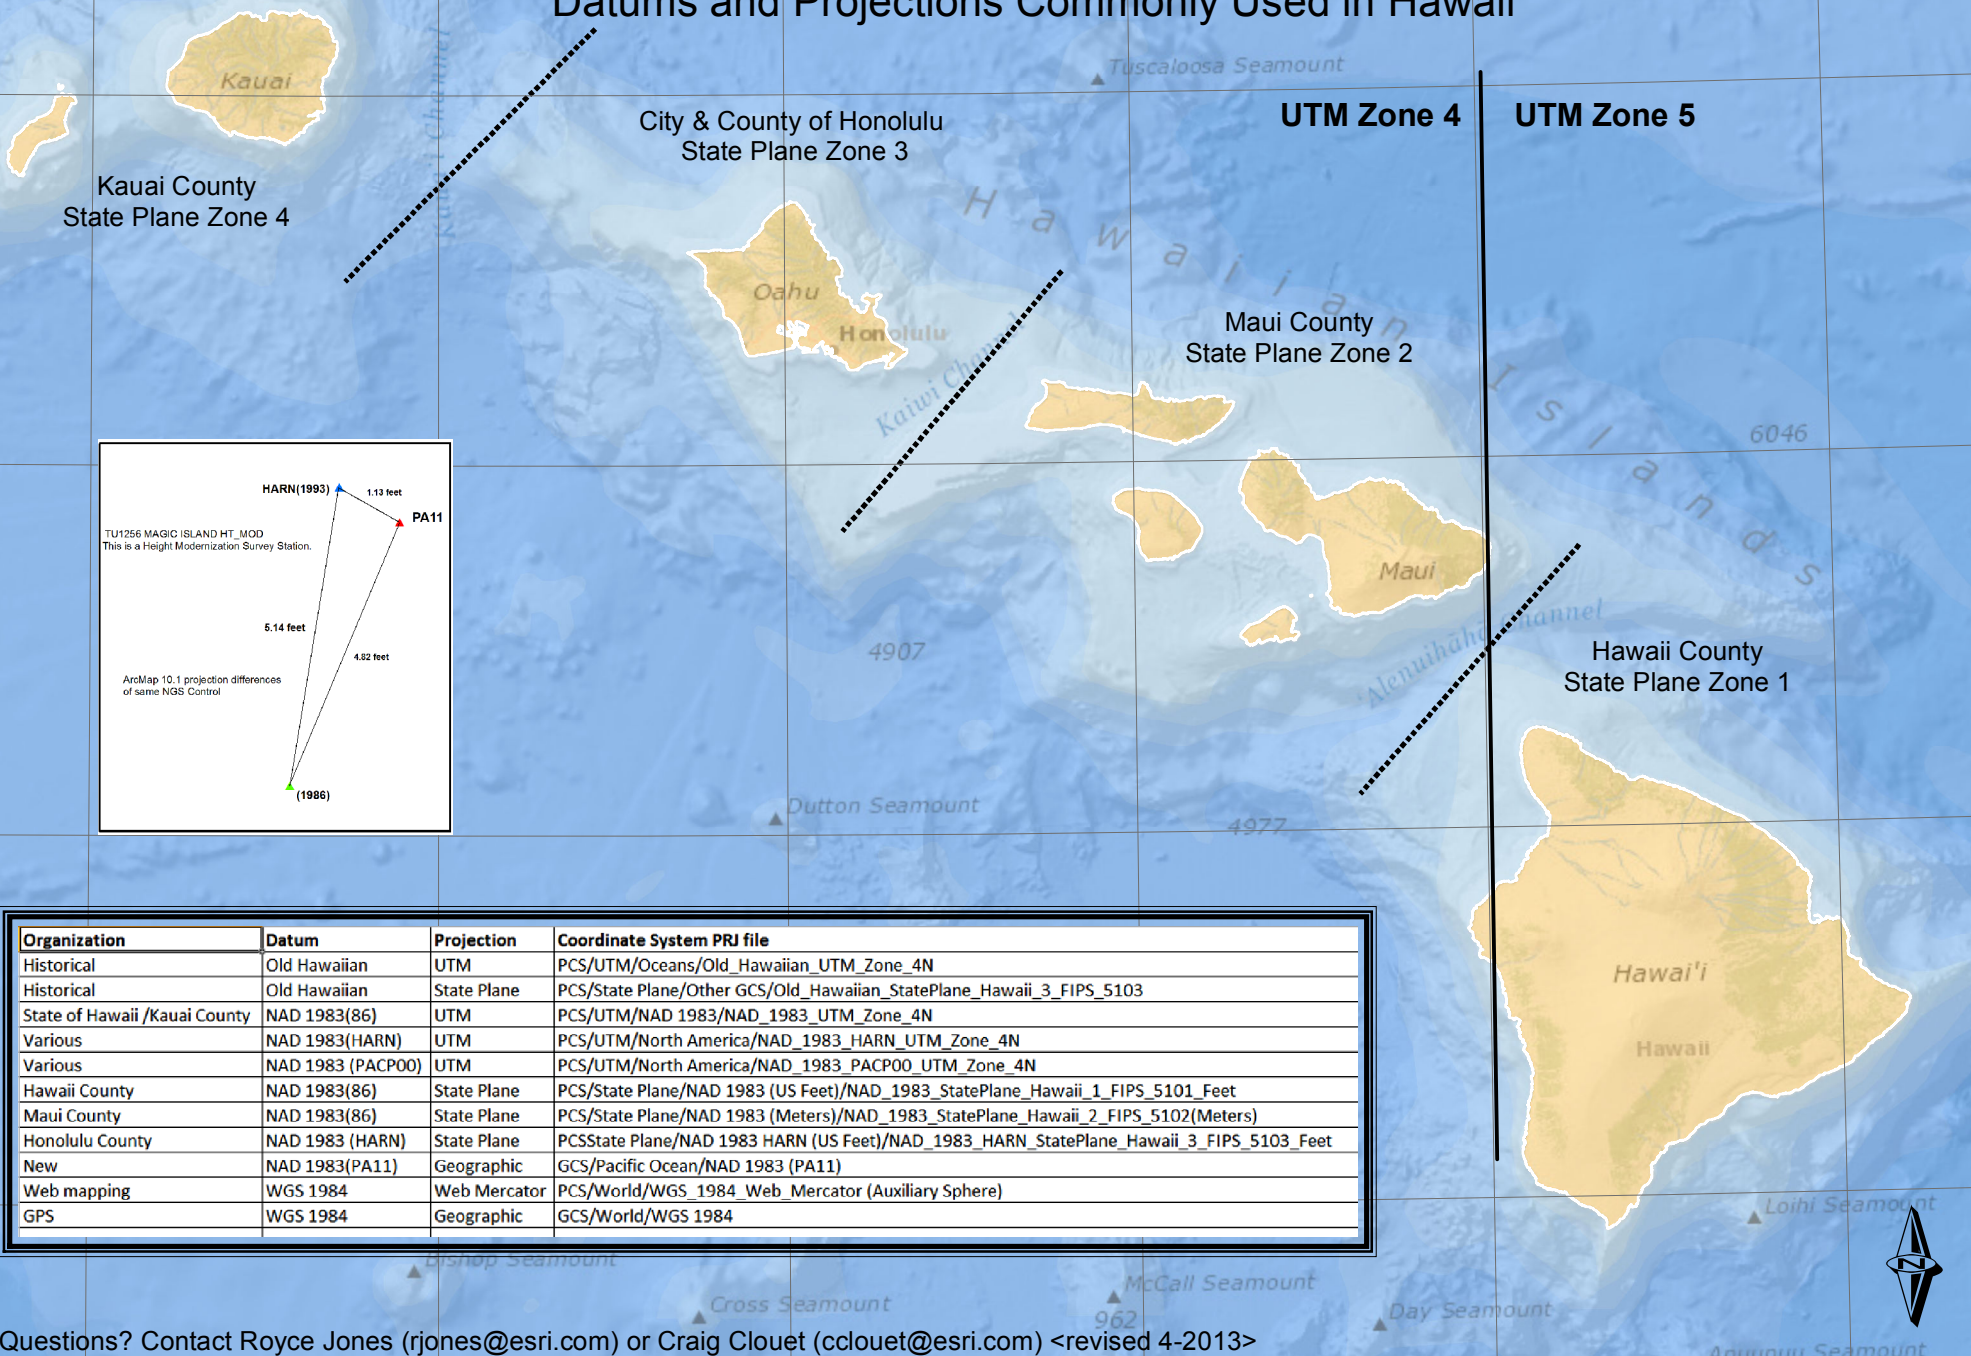 Datums and Projections Commonly Used in Hawaii
Tuscaloosa Seamount
Kauai
Kauai Channel
UTM Zone 4
UTM Zone 5
City & County of Honolulu
State Plane Zone 3
Kauai County
State Plane Zone 4
Hawaiian Islands
Oahu
Honolulu
Kaiwi Channel
Maui County
State Plane Zone 2
6046
HARN(1993)
1.13 feet
PA11
TU1256 MAGIC ISLAND HT_MOD
This is a Height Modernization Survey Station.
5.14 feet
4.82 feet
ArcMap 10.1 projection differences
of same NGS Control
(1986)
Maui
'Alenuihāhā Channel
4907
Hawaii County
State Plane Zone 1
Dutton Seamount
4977
Hawai'i
Hawaii
Organization Datum Projection Coordinate System PRJ file
Historical Old Hawaiian UTM PCS/UTM/Oceans/Old_Hawaiian_UTM_Zone_4N
Historical Old Hawaiian State Plane PCS/State Plane/Other GCS/Old_Hawaiian_StatePlane_Hawaii_3_FIPS_5103
State of Hawaii /Kauai County NAD 1983(86) UTM PCS/UTM/NAD 1983/NAD_1983_UTM_Zone_4N
Various NAD 1983(HARN) UTM PCS/UTM/North America/NAD_1983_HARN_UTM_Zone_4N
Various NAD 1983 (PACP00) UTM PCS/UTM/North America/NAD_1983_PACP00_UTM_Zone_4N
Hawaii County NAD 1983(86) State Plane PCS/State Plane/NAD 1983 (US Feet)/NAD_1983_StatePlane_Hawaii_1_FIPS_5101_Feet
Maui County NAD 1983(86) State Plane PCS/State Plane/NAD 1983 (Meters)/NAD_1983_StatePlane_Hawaii_2_FIPS_5102(Meters)
Honolulu County NAD 1983 (HARN) State Plane PCSState Plane/NAD 1983 HARN (US Feet)/NAD_1983_HARN_StatePlane_Hawaii_3_FIPS_5103_Feet
New NAD 1983(PA11) Geographic GCS/Pacific Ocean/NAD 1983 (PA11)
Web mapping WGS 1984 Web Mercator PCS/World/WGS_1984_Web_Mercator (Auxiliary Sphere)
GPS WGS 1984 Geographic GCS/World/WGS 1984
Loihi Seamount
N
Bishop Seamount
McCall Seamount
962
Cross Seamount
Day Seamount
Questions? Contact Royce Jones (rjones@esri.com) or Craig Clouet (cclouet@esri.com) <revised 4-2013>
Seamount